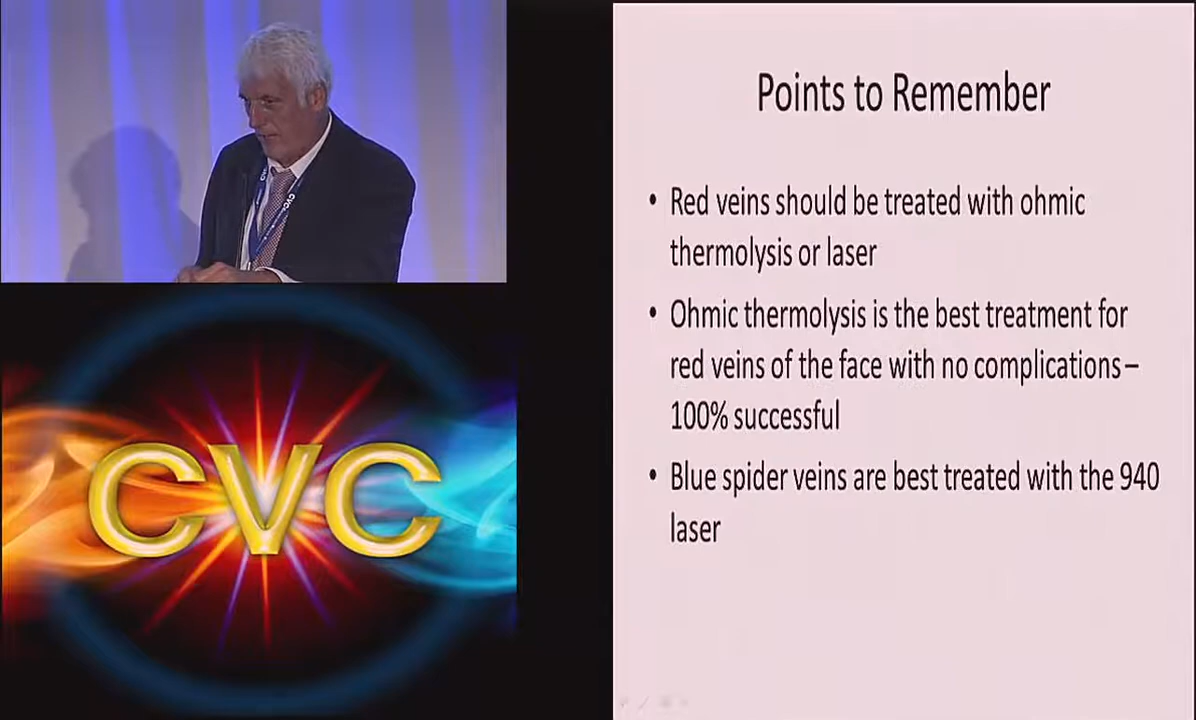 Points to Remember
• Red veins should be treated with ohmic
thermolysis or laser
• Ohmic thermolysis is the best treatment for
red veins of the face with no complications –
100% successful
• Blue spider veins are best treated with the 940
laser
CVC
CVC